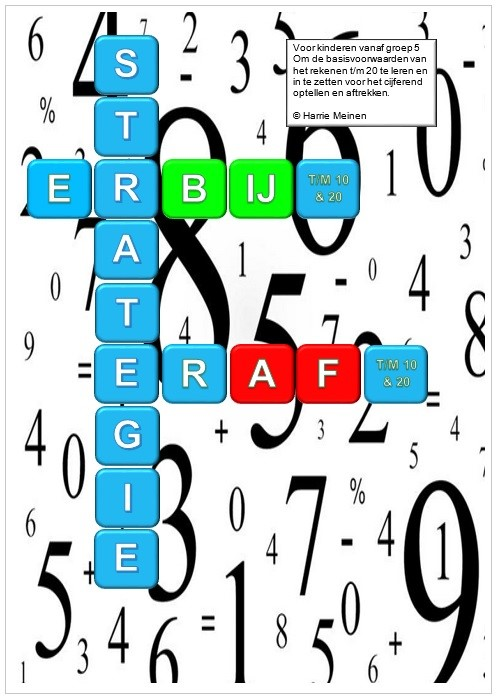 Voor kinderen vanaf groep 5
Om de basisvoorwaarden van
het rekenen t/m 20 te leren en
in te zetten voor het cijferend
optellen en aftrekken.
© Harrie Meinen
S
T
E R B IJ T/M 10
& 20
A
T
E R A F T/M 10
& 20
G
I
E